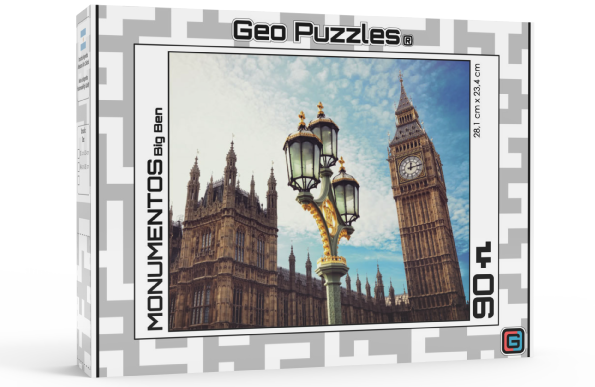 Geo Puzzles®
MONUMENTOS Big Ben
28,1 cm x 23,4 cm
90
G